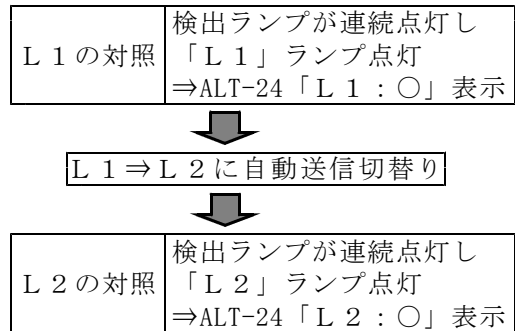 L1の対照
検出ランプが連続点灯し
「L1」ランプ点灯
⇒ALT-24「L1:○」表示
L1⇒L2に自動送信切替り
L2の対照
検出ランプが連続点灯し
「L2」ランプ点灯
⇒ALT-24「L2:○」表示